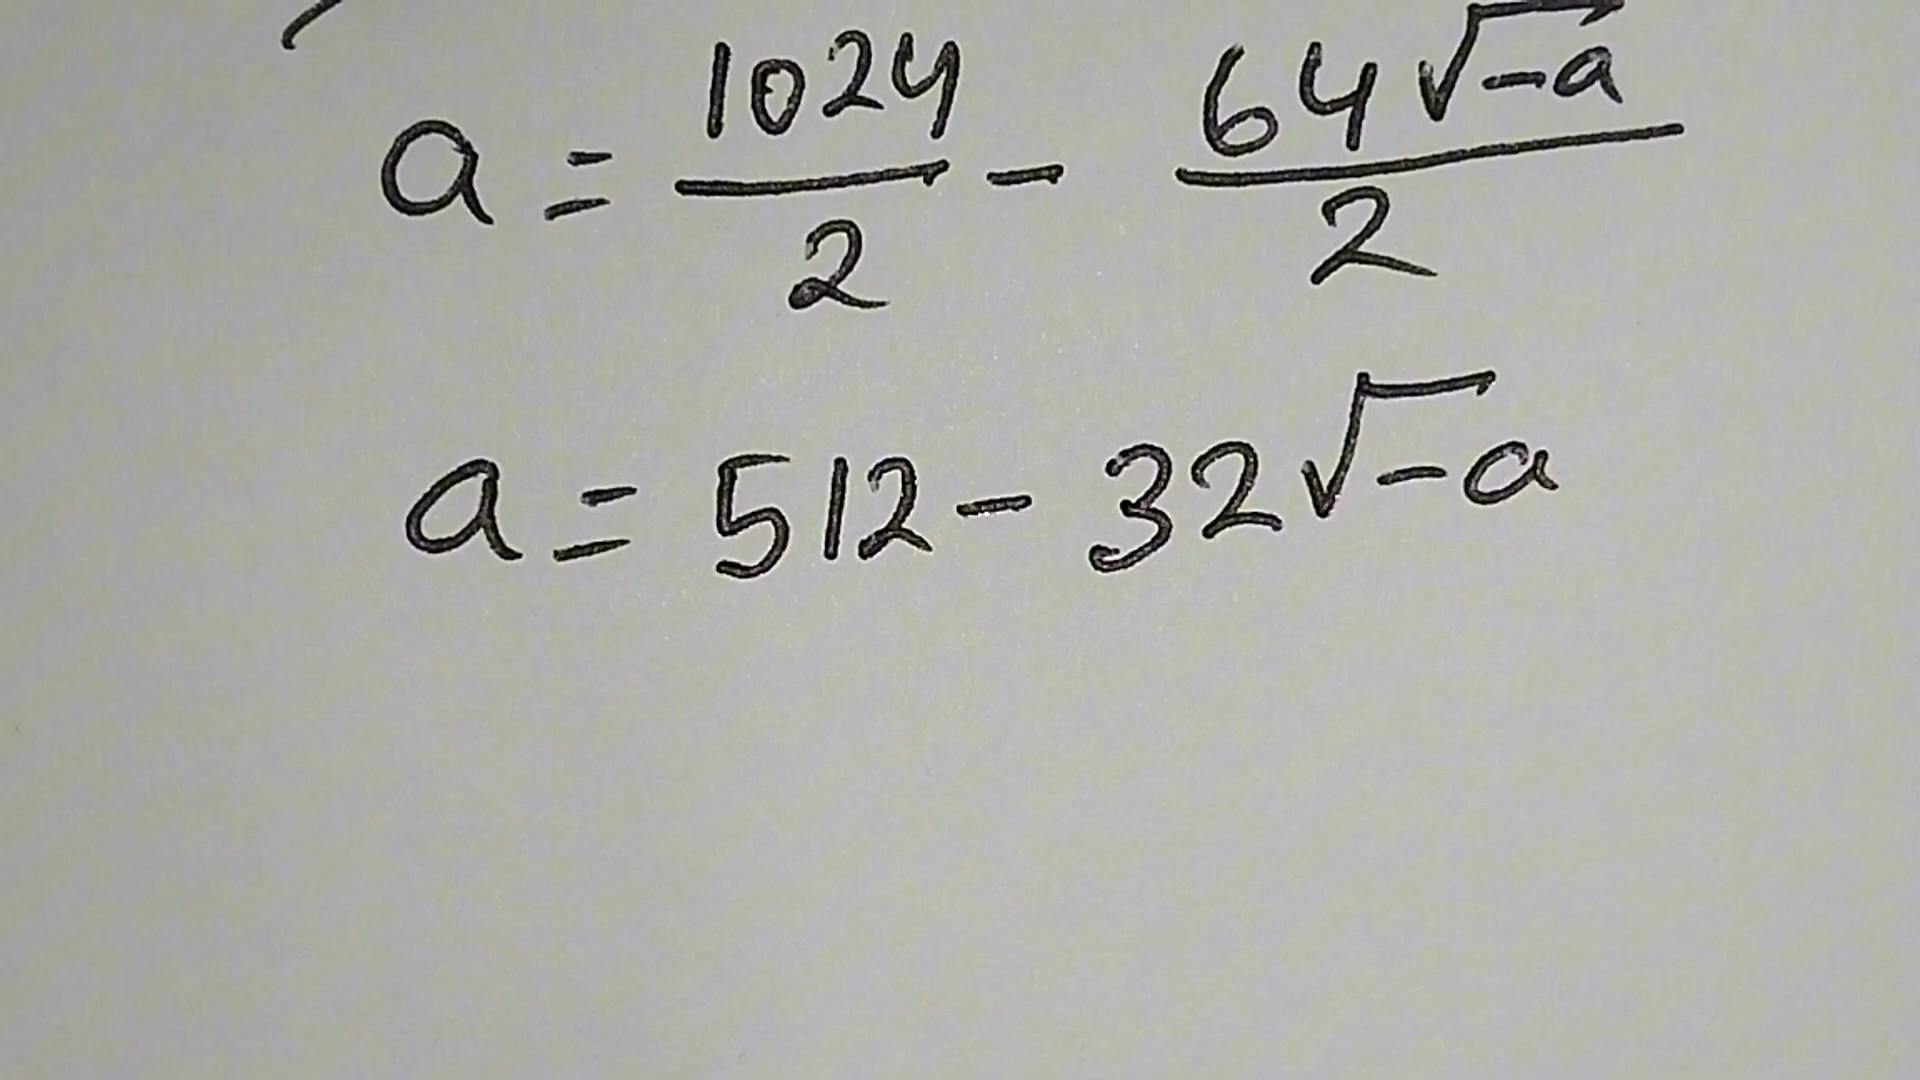 a = 1024/2 - 64√-a/2
a = 512 - 32√-a